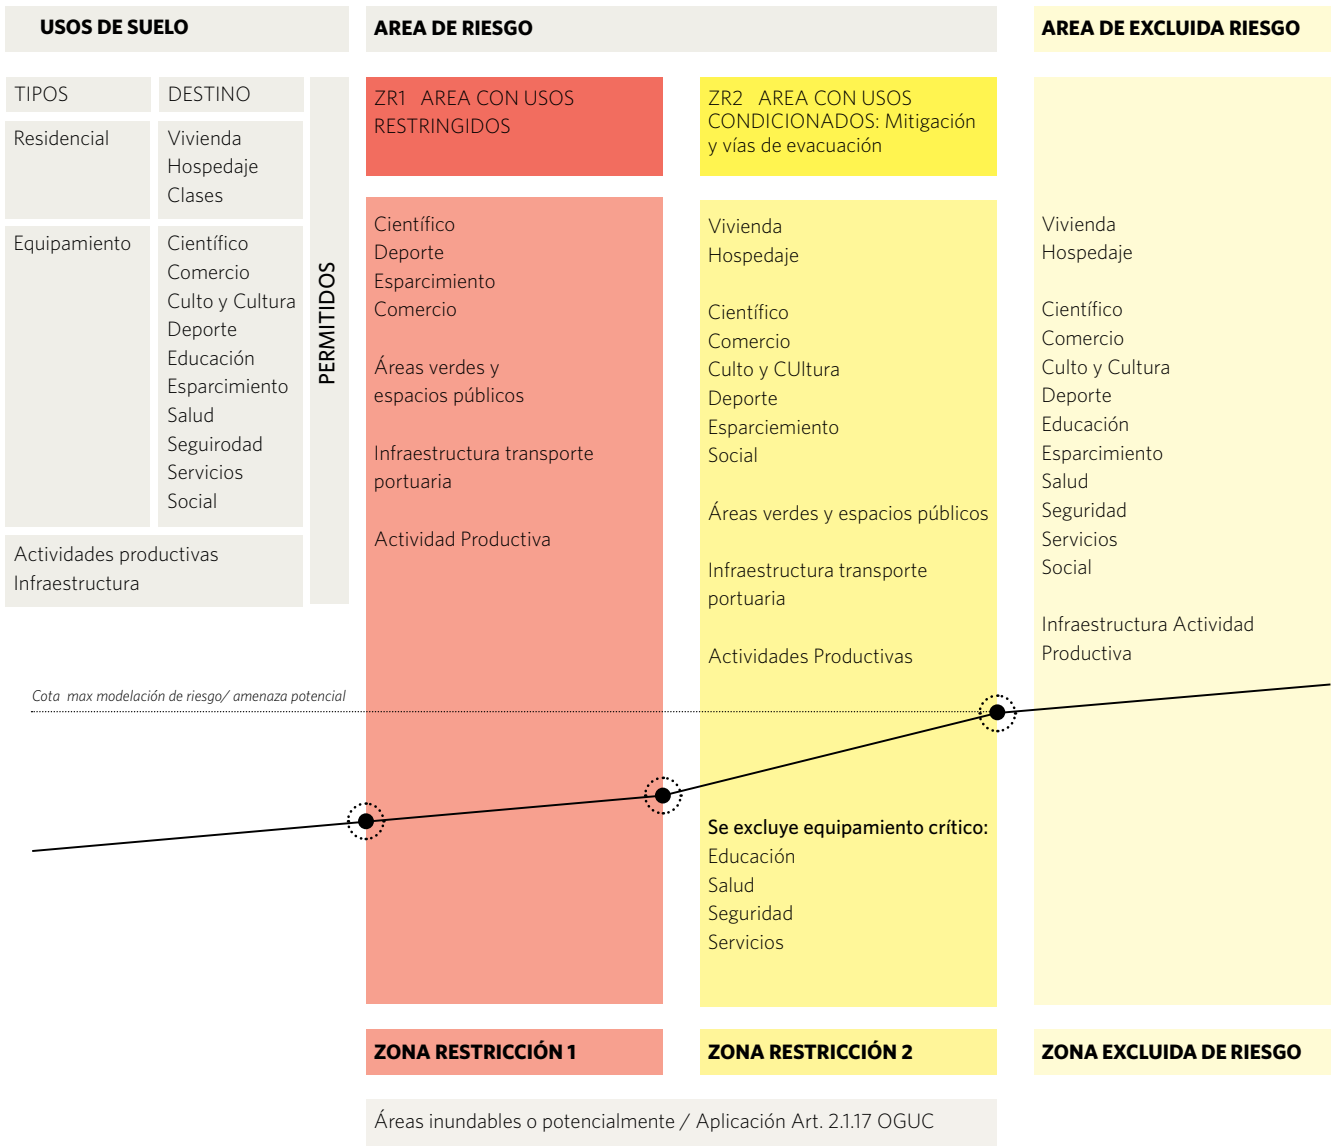 USOS DE SUELO
AREA DE RIESGO
AREA DE EXCLUIDA RIESGO
TIPOS
DESTINO
Residencial
Vivienda
Hospedaje
Clases
Equipamiento
Científico
Comercio
Culto y Cultura
Deporte
Educación
Esparcimiento
Salud
Seguirodad
Servicios
Social
Actividades productivas
Infraestructura
PERMITIDOS
ZR1 AREA CON USOS
RESTRINGIDOS
Científico
Deporte
Esparcimiento
Comercio
Áreas verdes y
espacios públicos
Infraestructura transporte
portuaria
Actividad Productiva
ZR2 AREA CON USOS
CONDICIONADOS: Mitigación
y vías de evacuación
Vivienda
Hospedaje
Científico
Comercio
Culto y CUltura
Deporte
Esparciemiento
Social
Áreas verdes y espacios públicos
Infraestructura transporte
portuaria
Actividades Productivas
Se excluye equipamiento crítico:
Educación
Salud
Seguridad
Servicios
Vivienda
Hospedaje
Científico
Comercio
Culto y Cultura
Deporte
Educación
Esparcimiento
Salud
Seguridad
Servicios
Social
Infraestructura Actividad
Productiva
Cota max modelación de riesgo/ amenaza potencial
ZONA RESTRICCIÓN 1
ZONA RESTRICCIÓN 2
ZONA EXCLUIDA DE RIESGO
Áreas inundables o potencialmente / Aplicación Art. 2.1.17 OGUC